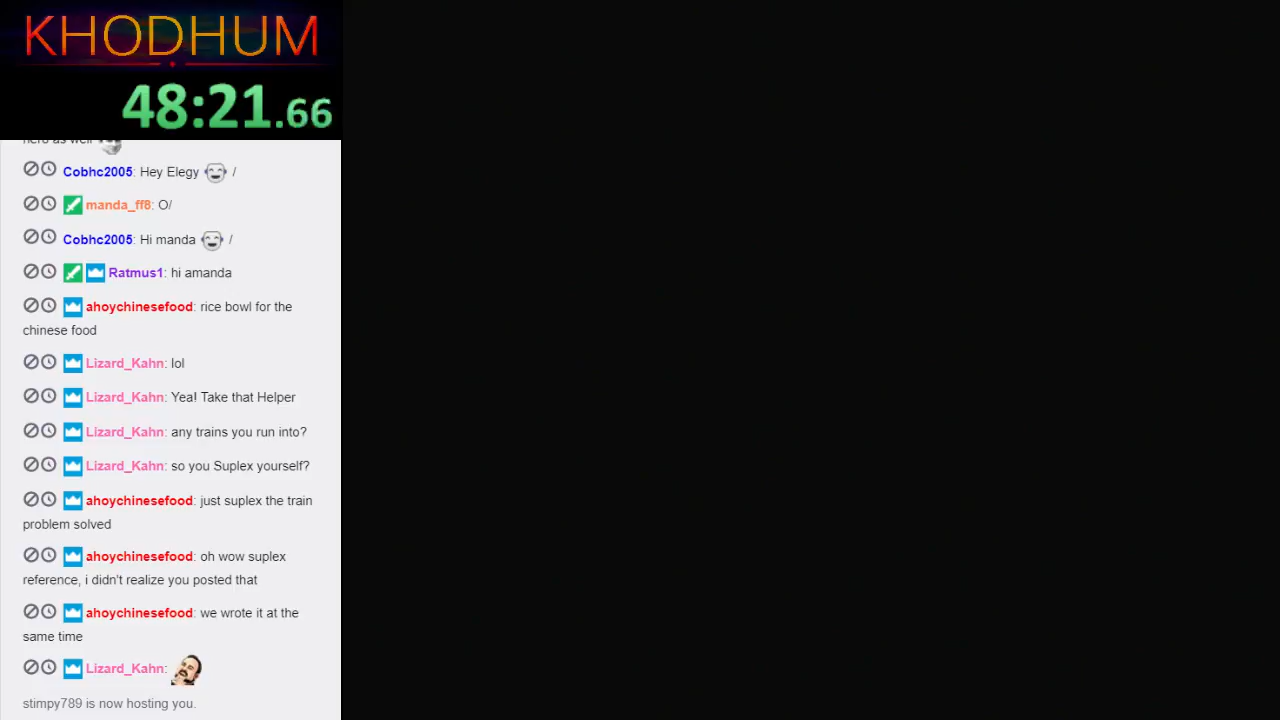 KHODHUM
48:21.66
hero as well
Cobhc2005: Hey Elegy /
manda_ff8: O/
Cobhc2005: Hi manda /
Ratmus1: hi amanda
ahoychinesefood: rice bowl for the
chinese food
Lizard_Kahn: lol
Lizard_Kahn: Yea! Take that Helper
Lizard_Kahn: any trains you run into?
Lizard_Kahn: so you Suplex yourself?
ahoychinesefood: just suplex the train
problem solved
ahoychinesefood: oh wow suplex
reference, i didn't realize you posted that
ahoychinesefood: we wrote it at the
same time
Lizard_Kahn:
stimpy789 is now hosting you.